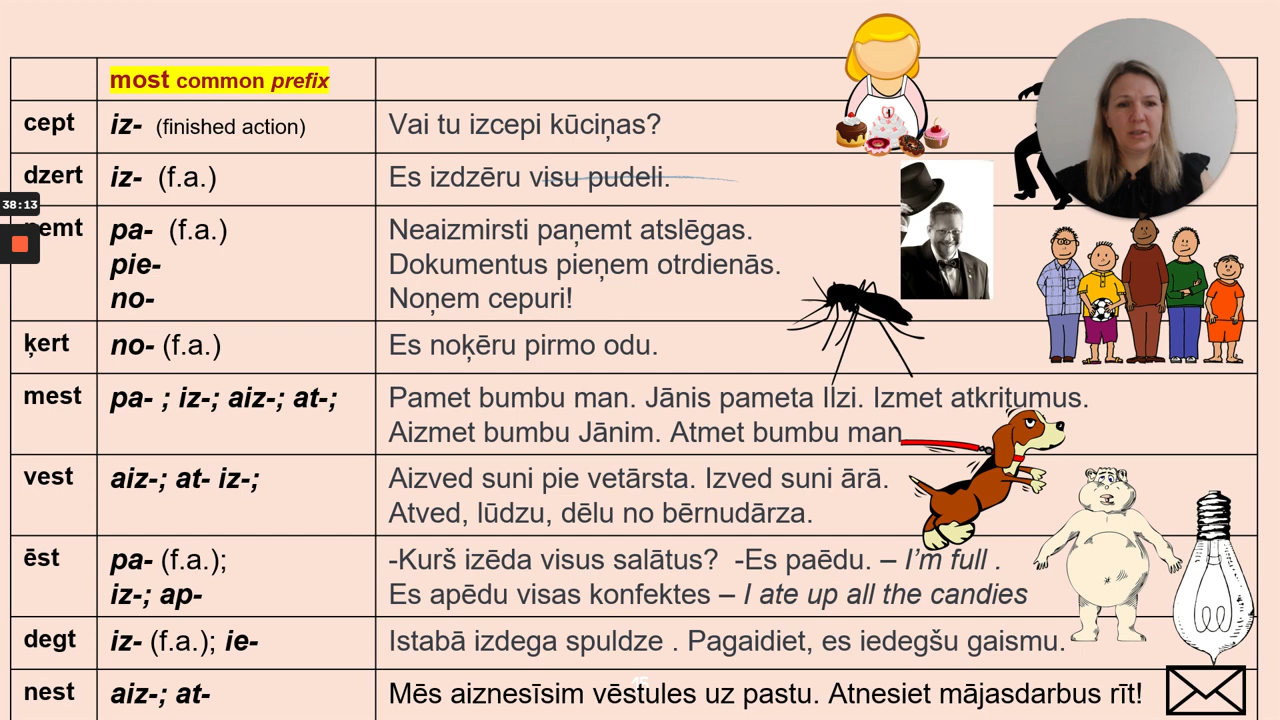 most common prefix
cept iz- (finished action) Vai tu izcepi kūciņas?
dzert iz- (f.a.) Es izdzēru visu pudeli.
38:13
pa- (f.a.) Neaizmirsti paņemt atslēgas.
pie- Dokumentus pieņem otrdienās.
no- Noņem cepuri!
ķert no- (f.a.) Es noķēru pirmo odu.
mest pa- ; iz-; aiz-; at-; Pamet bumbu man. Jānis pameta Ilzi. Izmet atkritumus.
Aizmet bumbu Jānim. Atmet bumbu man
vest aiz-; at- iz-; Aizved suni pie vetārsta. Izved suni ārā.
Atved, lūdzu, dēlu no bērnudārza.
ēst pa- (f.a.); -Kurš izēda visus salātus? -Es paēdu. – I’m full .
iz-; ap- Es apēdu visas konfektes – I ate up all the candies
degt iz- (f.a.); ie- Istabā izdega spuldze . Pagaidiet, es iedegšu gaismu.
45
nest aiz-; at- Mēs aiznesīsim vēstules uz pastu. Atnesiet mājasdarbus rīt!